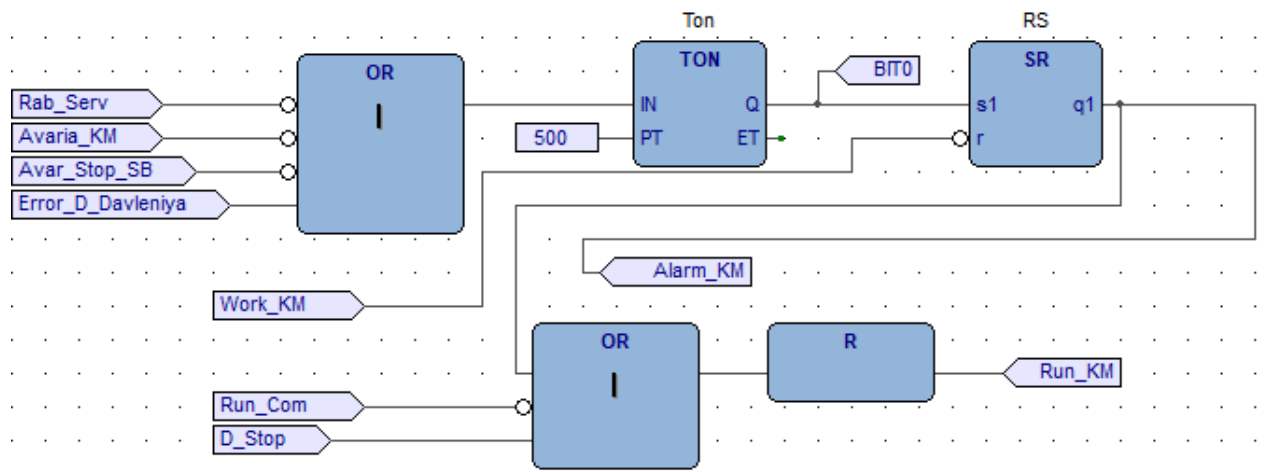 Ton
RS
OR
TON
SR
BIT0
Rab_Serv
IN
Q
s1
q1
Avaria_KM
500
PT
ET
r
Avar_Stop_SB
Error_D_Davleniya
Alarm_KM
Work_KM
OR
R
Run_KM
Run_Com
D_Stop